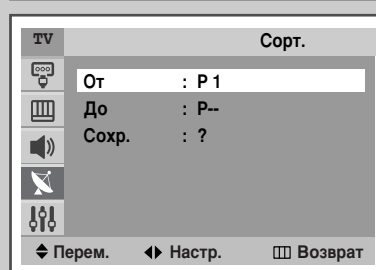 TV Сорт.
От : P 1
До : P--
Сохр. : ?
Перем. Настр. Возврат